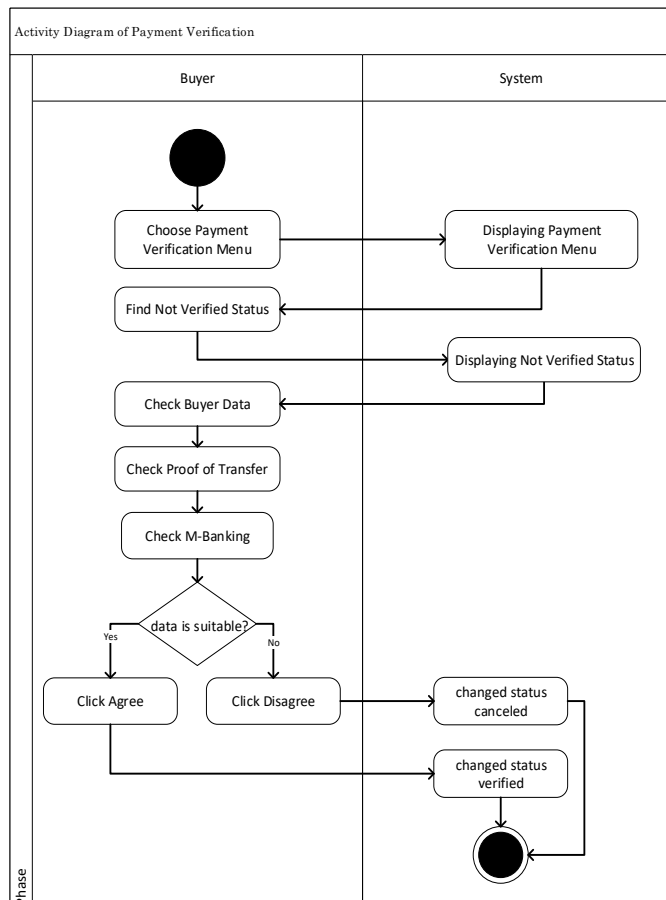 Activity Diagram of Payment Verification
Buyer
System
Choose Payment
Verification Menu
Displaying Payment
Verification Menu
Find Not Verified Status
Displaying Not Verified Status
Check Buyer Data
Check Proof of Transfer
Check M-Banking
data is suitable?
Yes
No
Click Agree
Click Disagree
changed status
canceled
changed status
verified
Phase